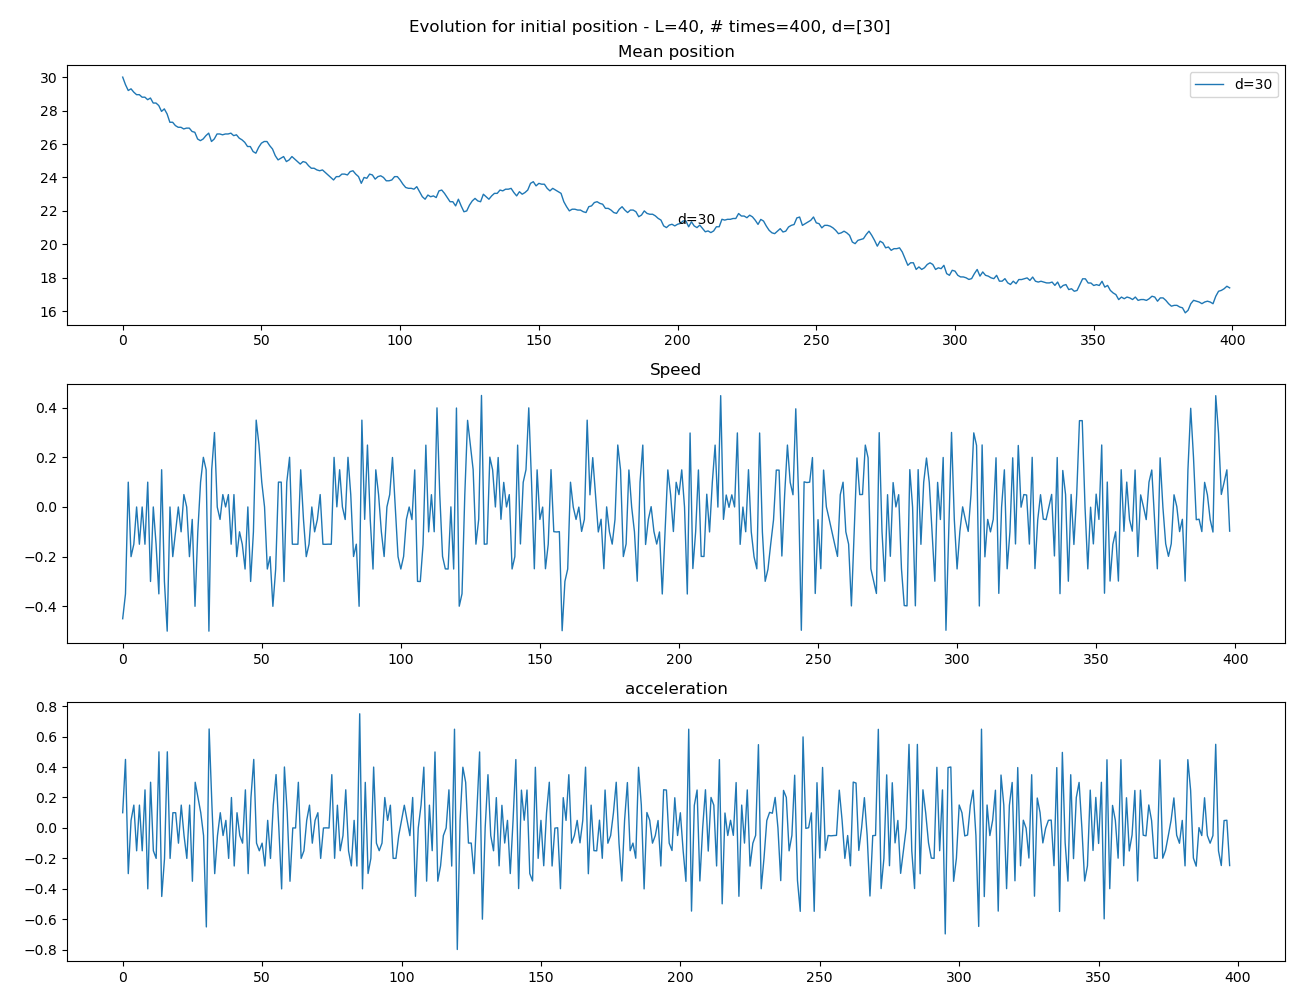 Evolution for initial position - L=40, # times=400, d=[30]
Mean position
30
28
26
24
22
20
18
16
d=30
d=30
0 50 100 150 200 250 300 350 400
Speed
0.4
0.2
0.0
−0.2
−0.4
0 50 100 150 200 250 300 350 400
acceleration
0.8
0.6
0.4
0.2
0.0
−0.2
−0.4
−0.6
−0.8
0 50 100 150 200 250 300 350 400